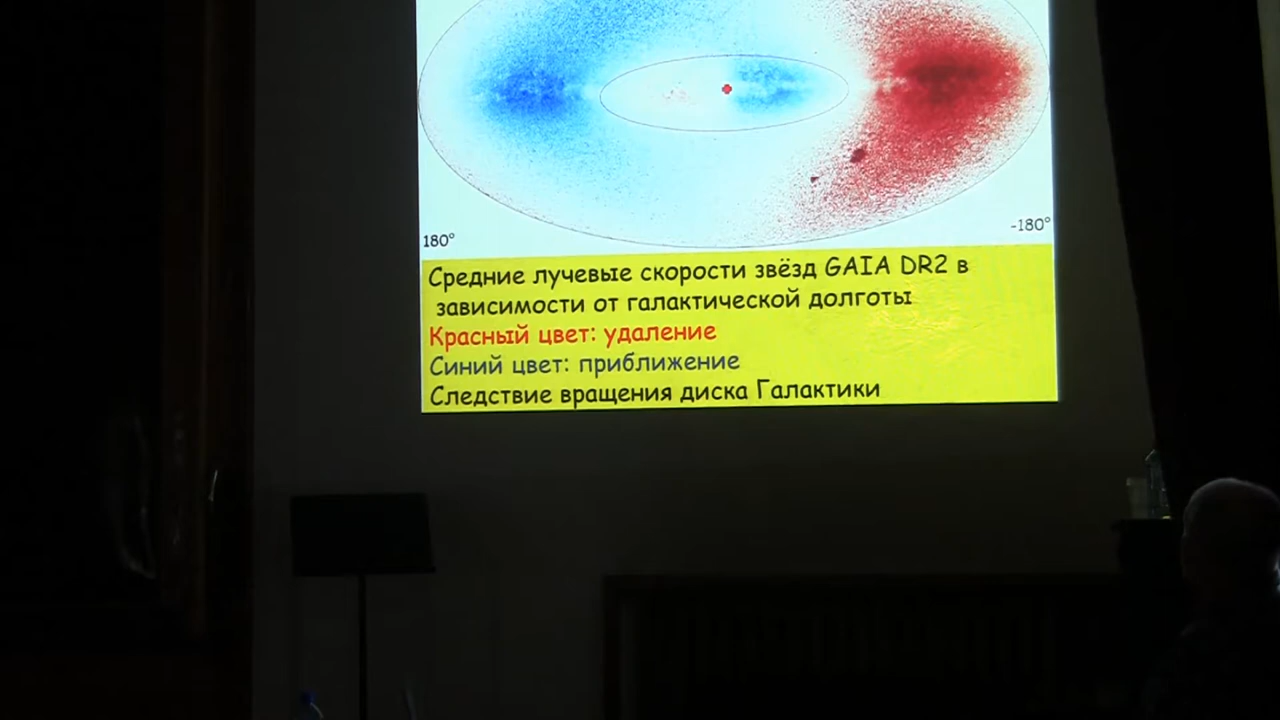 180° -180°
Средние лучевые скорости звёзд GAIA DR2 в
зависимости от галактической долготы
Красный цвет: удаление
Синий цвет: приближение
Следствие вращения диска Галактики